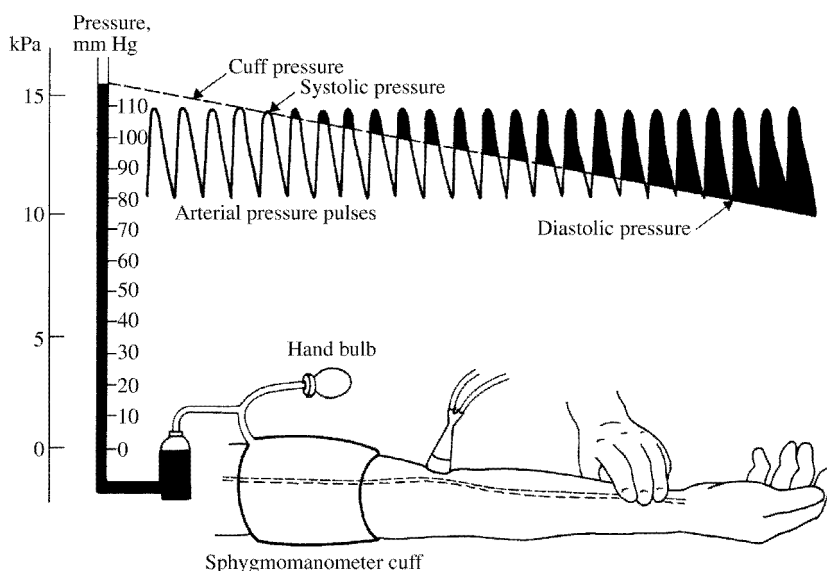 Pressure,
kPa mm Hg
Cuff pressure
Systolic pressure
15
110
100
90
80
Arterial pressure pulses
10
70
Diastolic pressure
60
50
5
40
30
Hand bulb
20
10
0
0
Sphygmomanometer cuff